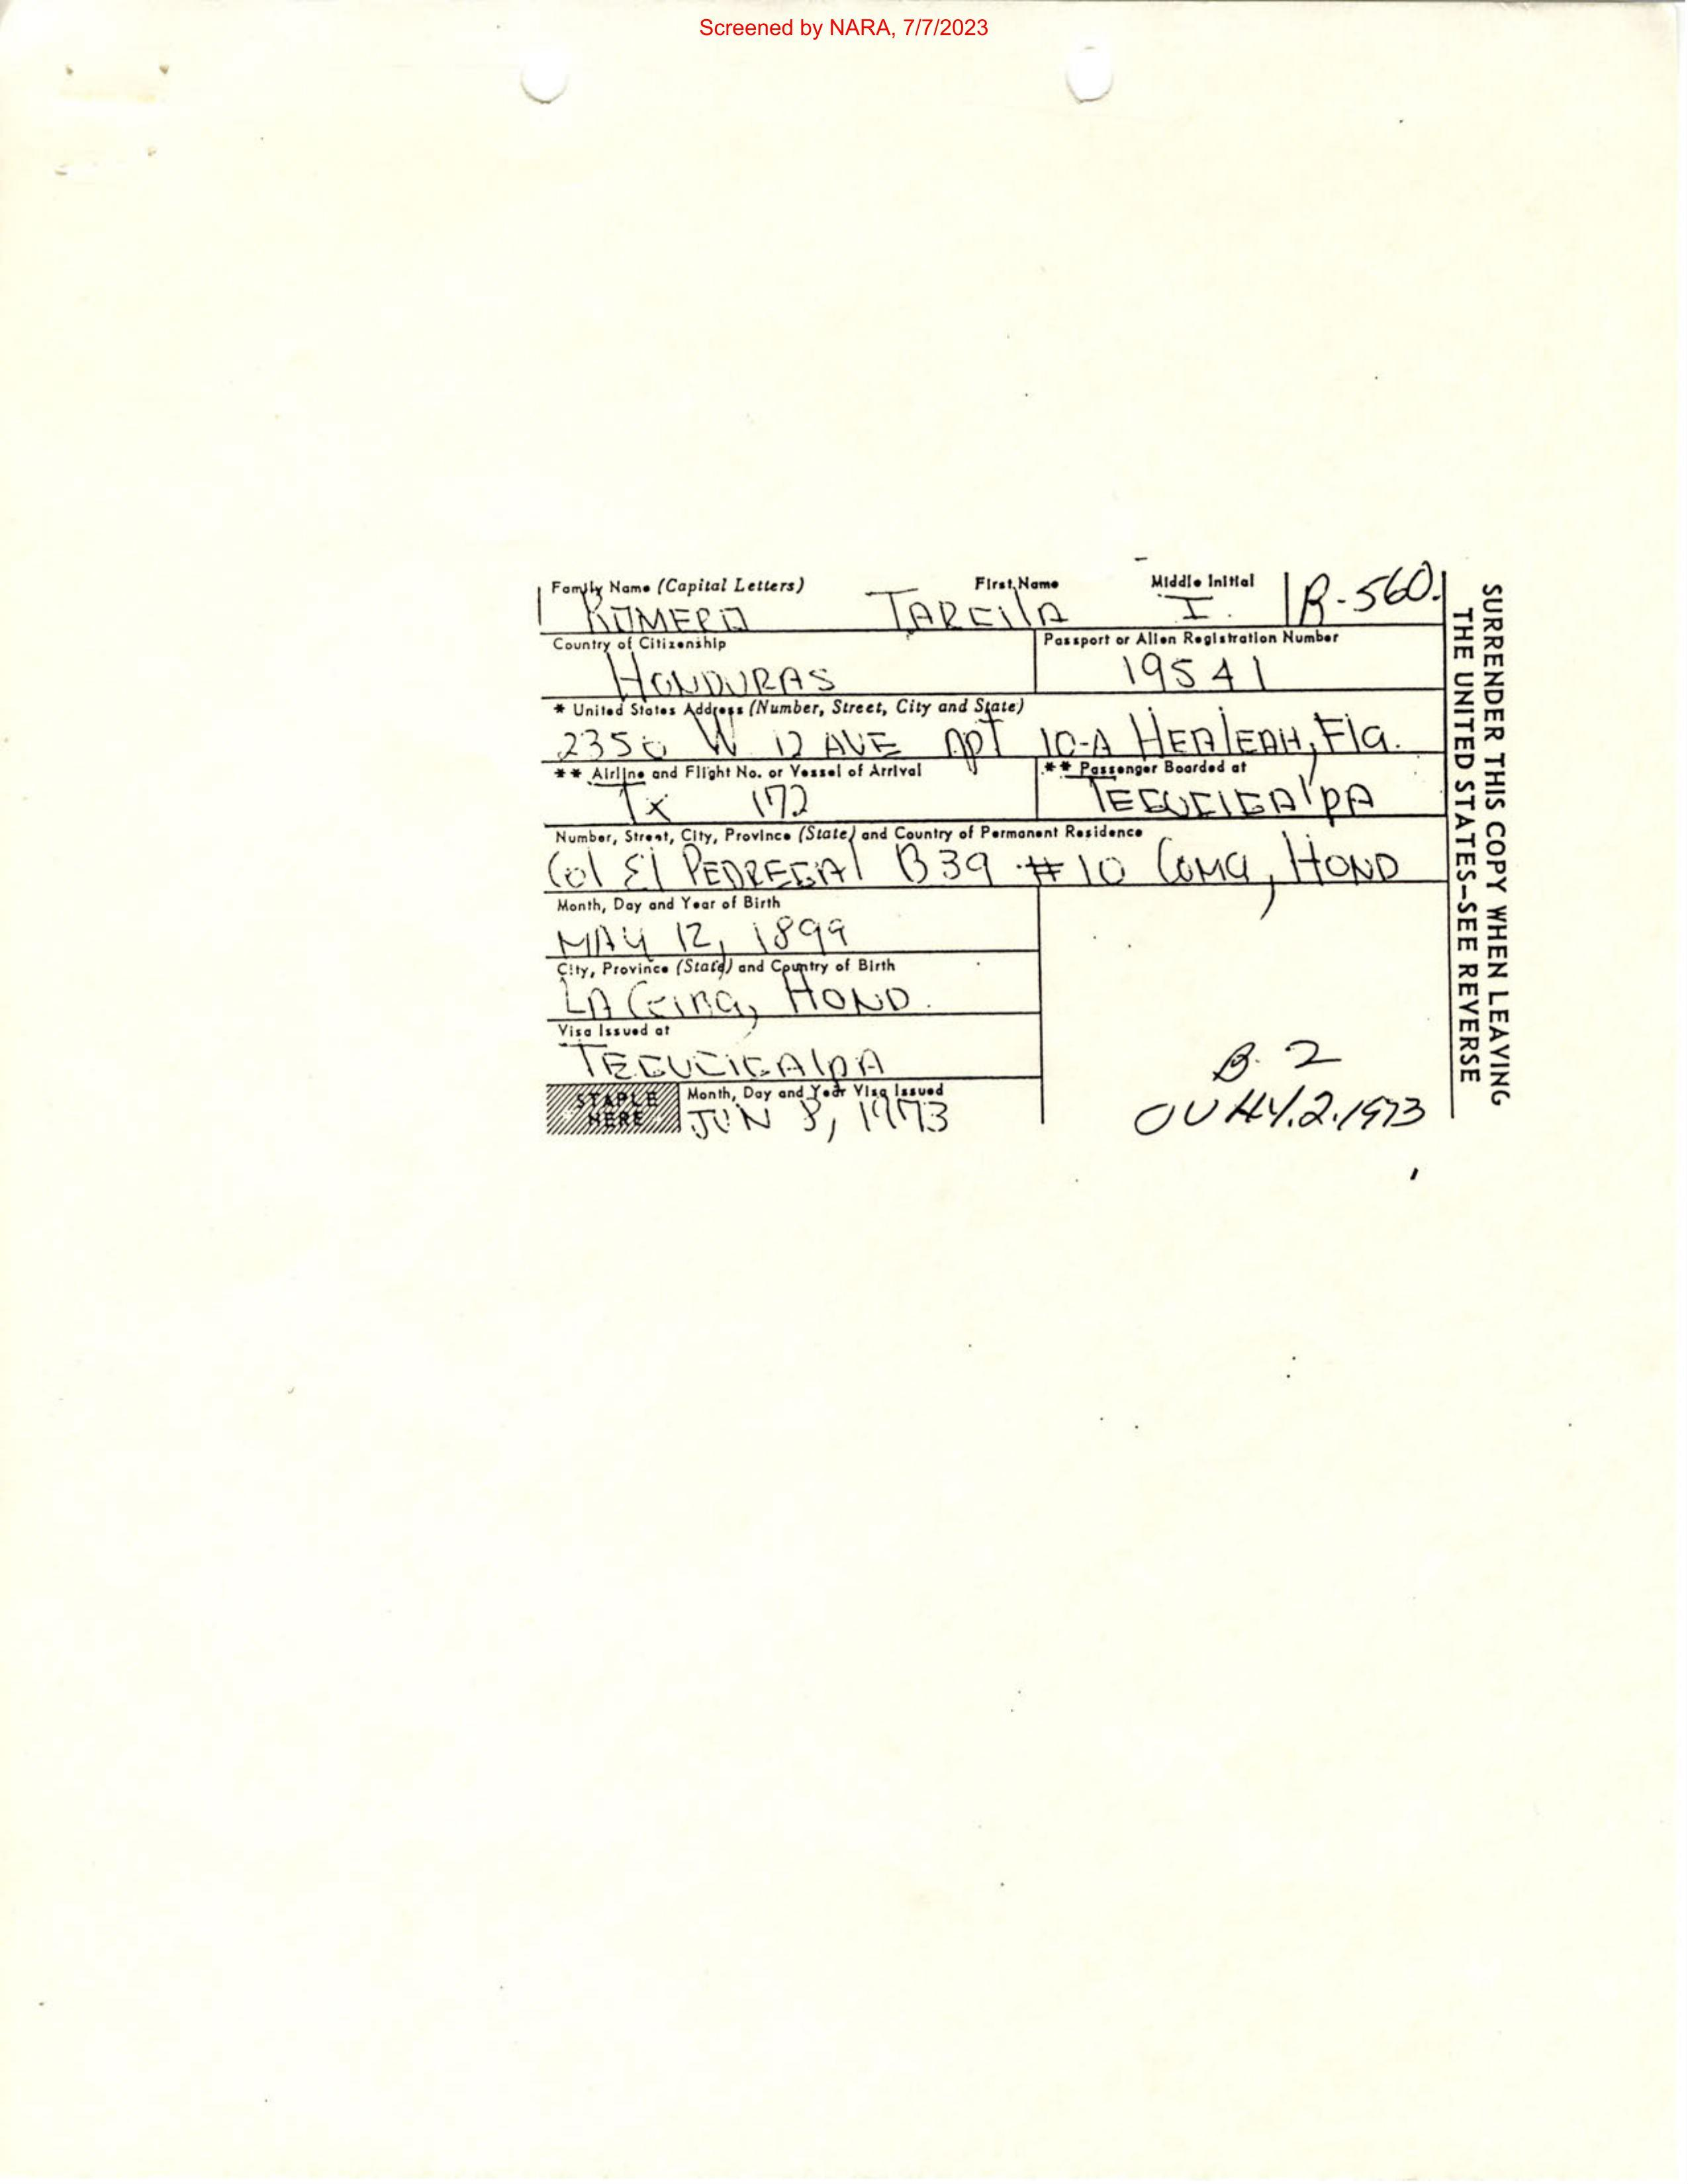 Screened by NARA, 7/7/2023
Family Name (Capital Letters) First Name Middle Initial
ROMERO TARCIlA I. R-560.
Country of Citizenship Passport or Alien Registration Number
HONDURAS 19541
* United States Address (Number, Street, City and State)
2350 W 12 AVE APT 10-A HEAlEAH, Fla.
** Airline and Flight No. or Vessel of Arrival ** Passenger Boarded at
TX 172 TEGUCIGAlpA
Number, Street, City, Province (State) and Country of Permanent Residence
Col El PEDREGAl B39 #10 COMA, HOND
Month, Day and Year of Birth
MAY 12, 1899
City, Province (State) and Country of Birth
LA Ceiba, HOND.
Visa Issued at
TEGUCIGAlpA
STAPLE HERE Month, Day and Year Visa Issued
JUN 8, 1973
B.2
1973
SURRENDER THIS COPY WHEN LEAVING
THE UNITED STATES-SEE REVERSE